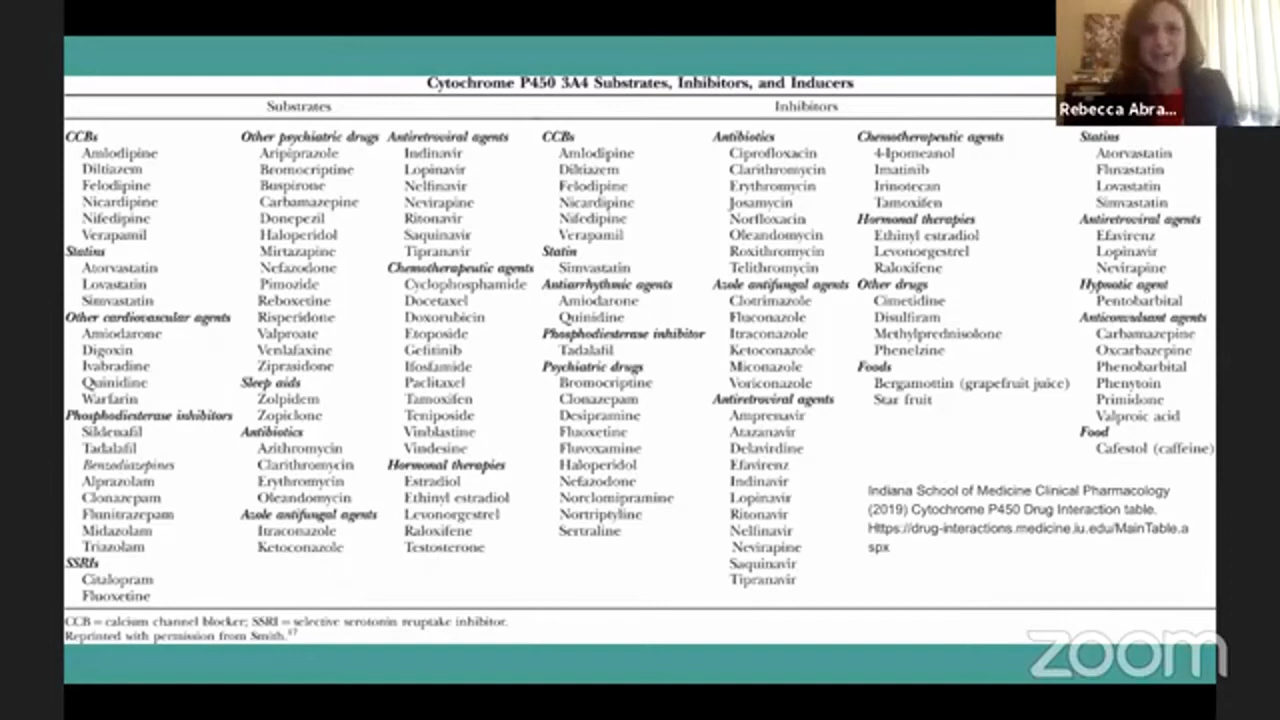 Cytochrome P450 3A4 Substrates, Inhibitors, and Inducers
Substrates
Inhibitors
CCBs
Amlodipine
Diltiazem
Felodipine
Nicardipine
Nifedipine
Verapamil
Statins
Atorvastatin
Lovastatin
Simvastatin
Other cardiovascular agents
Amiodarone
Digoxin
Ivabradine
Quinidine
Warfarin
Phosphodiesterase inhibitors
Sildenafil
Tadalafil
Benzodiazepines
Alprazolam
Clonazepam
Flunitrazepam
Midazolam
Triazolam
SSRIs
Citalopram
Fluoxetine
Other psychiatric drugs
Aripiprazole
Bromocriptine
Buspirone
Carbamazepine
Donepezil
Haloperidol
Mirtazapine
Nefazodone
Pimozide
Reboxetine
Risperidone
Valproate
Venlafaxine
Ziprasidone
Sleep aids
Zolpidem
Zopiclone
Antibiotics
Azithromycin
Clarithromycin
Erythromycin
Oleandomycin
Azole antifungal agents
Itraconazole
Ketoconazole
Antiretroviral agents
Indinavir
Lopinavir
Nelfinavir
Nevirapine
Ritonavir
Saquinavir
Tipranavir
Chemotherapeutic agents
Cyclophosphamide
Docetaxel
Doxorubicin
Etoposide
Gefitinib
Ifosfamide
Paclitaxel
Tamoxifen
Teniposide
Vinblastine
Vindesine
Hormonal therapies
Estradiol
Ethinyl estradiol
Levonorgestrel
Raloxifene
Testosterone
CCBs
Amlodipine
Diltiazem
Felodipine
Nicardipine
Nifedipine
Verapamil
Statin
Simvastatin
Antiarrhythmic agents
Amiodarone
Quinidine
Phosphodiesterase inhibitor
Tadalafil
Psychiatric drugs
Bromocriptine
Clonazepam
Desipramine
Fluoxetine
Fluvoxamine
Haloperidol
Nefazodone
Norclomipramine
Nortriptyline
Sertraline
Antibiotics
Ciprofloxacin
Clarithromycin
Erythromycin
Josamycin
Norfloxacin
Oleandomycin
Roxithromycin
Telithromycin
Azole antifungal agents
Clotrimazole
Fluconazole
Itraconazole
Ketoconazole
Miconazole
Voriconazole
Antiretroviral agents
Amprenavir
Atazanavir
Delavirdine
Efavirenz
Indinavir
Lopinavir
Ritonavir
Nelfinavir
Nevirapine
Saquinavir
Tipranavir
Chemotherapeutic agents
4-Ipomeanol
Imatinib
Irinotecan
Tamoxifen
Hormonal therapies
Ethinyl estradiol
Levonorgestrel
Raloxifene
Other drugs
Cimetidine
Disulfiram
Methylprednisolone
Phenelzine
Foods
Bergamottin (grapefruit juice)
Star fruit
Statins
Atorvastatin
Fluvastatin
Lovastatin
Simvastatin
Antiretroviral agents
Efavirenz
Lopinavir
Nevirapine
Hypnotic agent
Pentobarbital
Anticonvulsant agents
Carbamazepine
Oxcarbazepine
Phenobarbital
Phenytoin
Primidone
Valproic acid
Food
Cafestol (caffeine)
Indiana School of Medicine Clinical Pharmacology
(2019) Cytochrome P450 Drug Interaction table.
Https://drug-interactions.medicine.iu.edu/MainTable.a
spx
CCB = calcium channel blocker; SSRI = selective serotonin reuptake inhibitor.
Reprinted with permission from Smith.17
Rebecca Abra...
zoom